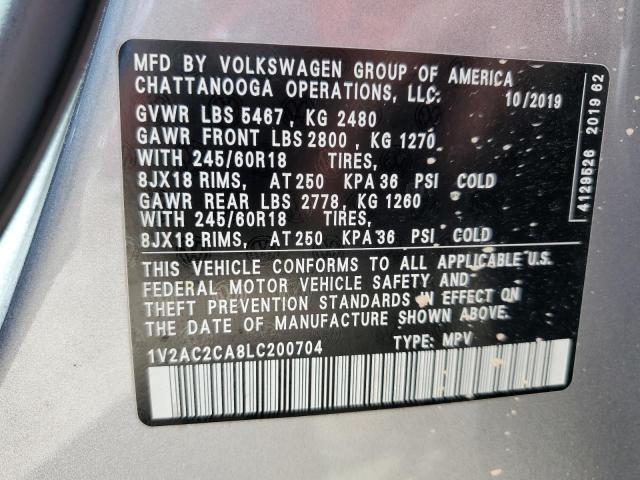 MFD BY VOLKSWAGEN GROUP OF AMERICA
CHATTANOOGA OPERATIONS, LLC. 10/2019
GVWR LBS 5467, KG 2480
GAWR FRONT LBS 2800, KG 1270
WITH 245/60R18 TIRES,
8JX18 RIMS, AT 250 KPA 36 PSI COLD
GAWR REAR LBS 2778, KG 1260
WITH 245/60R18 TIRES,
8JX18 RIMS, AT 250 KPA 36 PSI COLD
THIS VEHICLE CONFORMS TO ALL APPLICABLE U.S.
FEDERAL MOTOR VEHICLE SAFETY AND
THEFT PREVENTION STANDARDS IN EFFECT ON
THE DATE OF MANUFACTURE SHOWN ABOVE.
1V2AC2CA8LC200704 TYPE: MPV
4129526 2019 62